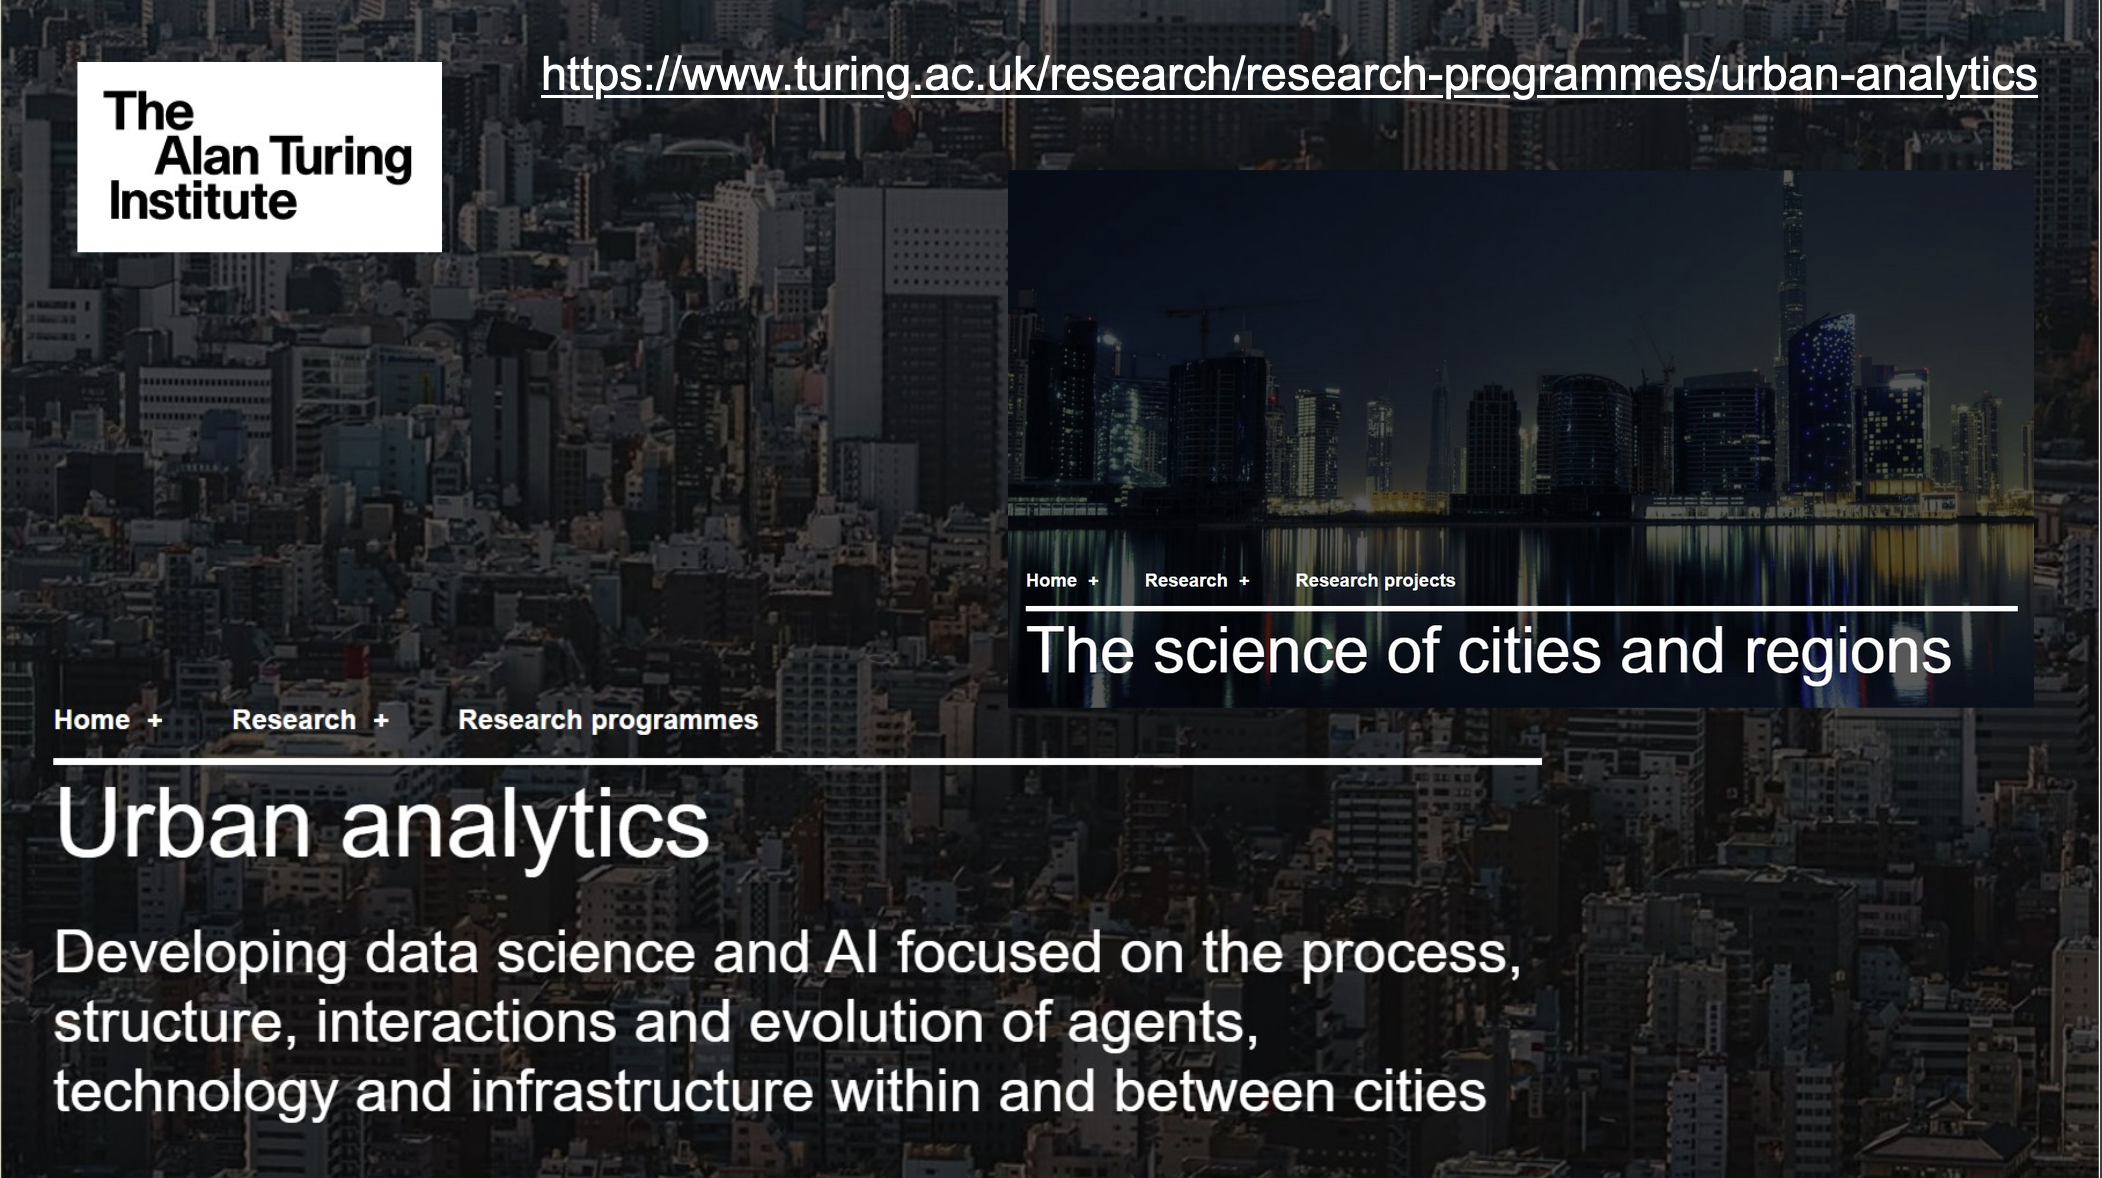 https://www.turing.ac.uk/research/research-programmes/urban-analytics
The
Alan Turing
Institute
Home + Research + Research projects
The science of cities and regions
Home + Research + Research programmes
Urban analytics
Developing data science and AI focused on the process,
structure, interactions and evolution of agents,
technology and infrastructure within and between cities